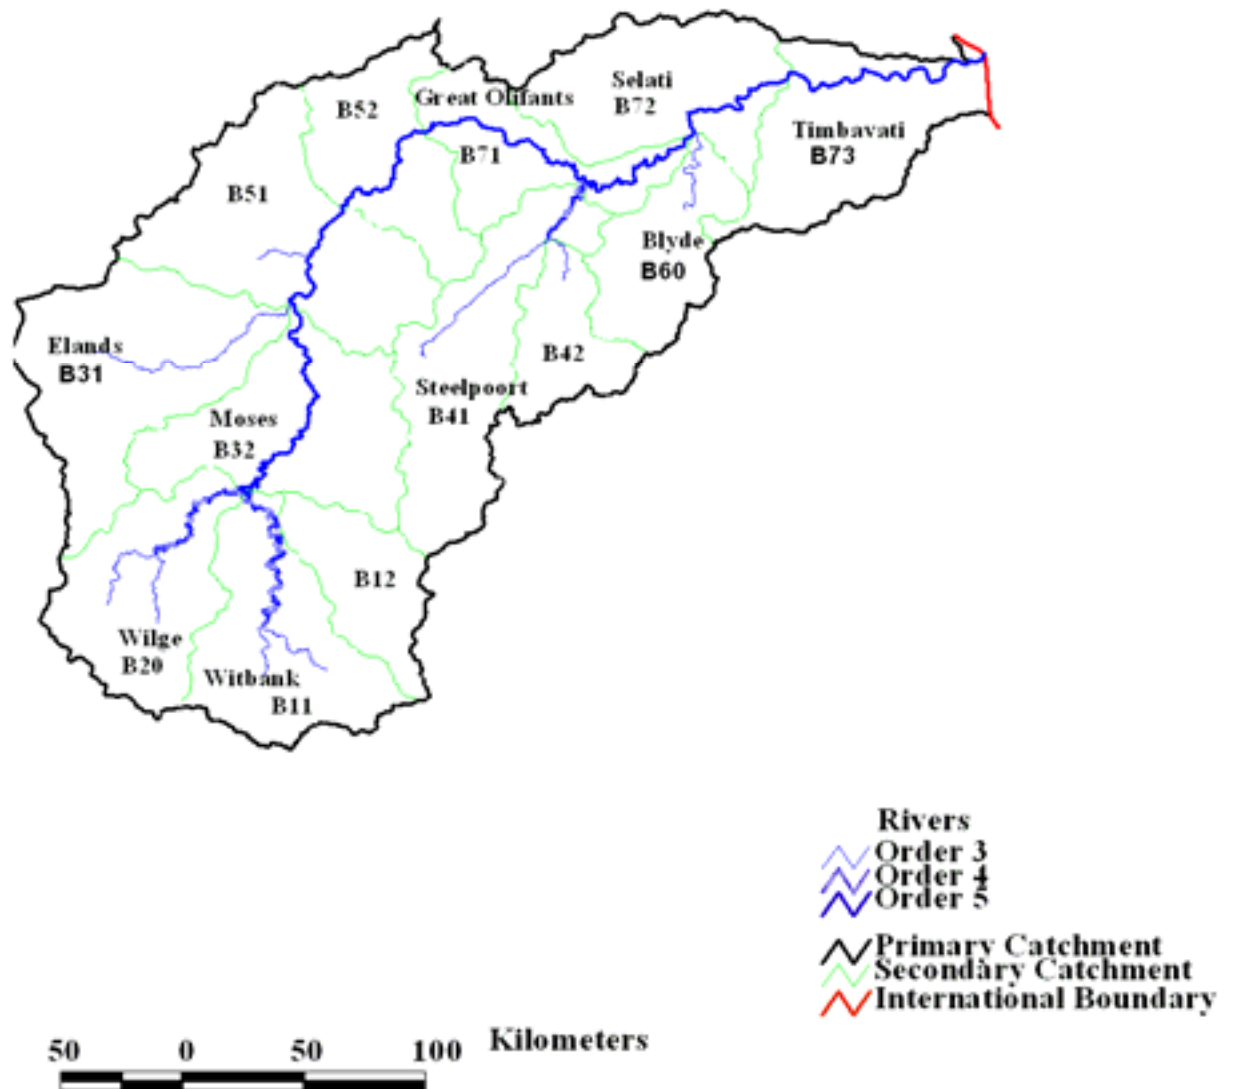 Selati
B72
Great Olifants
B52
Timbavati
B73
B71
B51
Blyde
B60
Elands
B31
B42
Steelpoort
B41
Moses
B32
B12
Wilge
B20
Witbank
B11
Rivers
Order 3
Order 4
Order 5
Primary Catchment
Secondary Catchment
International Boundary
50 0 50 100 Kilometers